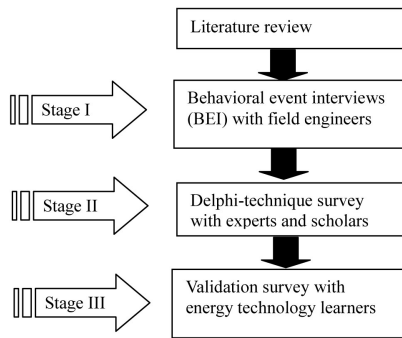 Literature review
Stage I
Behavioral event interviews
(BEI) with field engineers
Stage II
Delphi-technique survey
with experts and scholars
Stage III
Validation survey with
energy technology learners